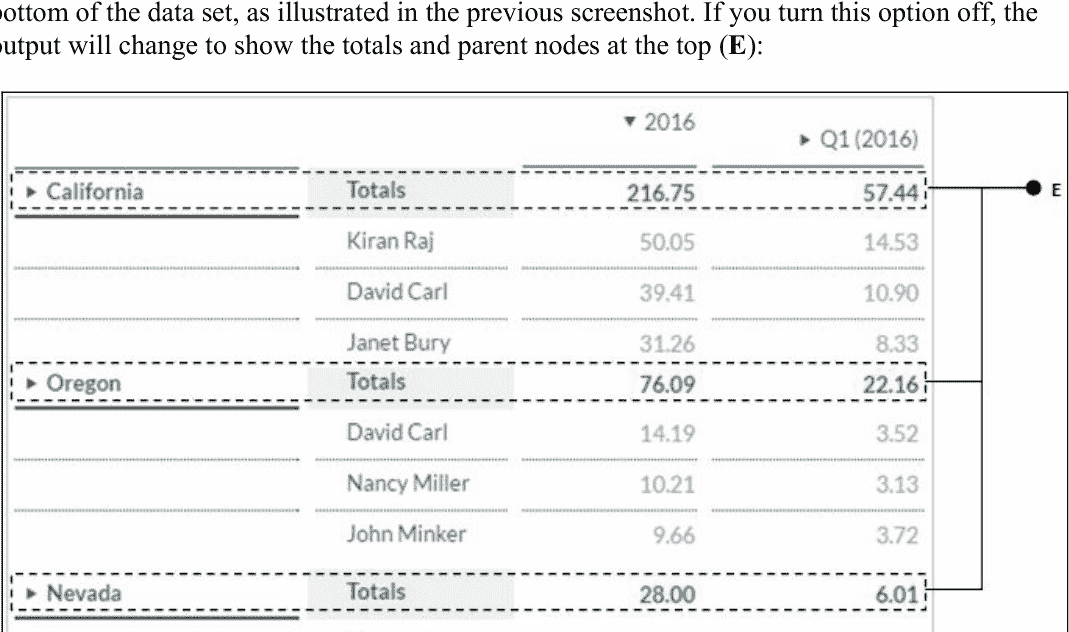 bottom of the data set, as illustrated in the previous screenshot. If you turn this option off, the
output will change to show the totals and parent nodes at the top (E):
▼ 2016
► Q1 (2016)
► California Totals 216.75 57.44 E
Kiran Raj 50.05 14.53
David Carl 39.41 10.90
Janet Bury 31.26 8.33
► Oregon Totals 76.09 22.16
David Carl 14.19 3.52
Nancy Miller 10.21 3.13
John Minker 9.66 3.72
► Nevada Totals 28.00 6.01